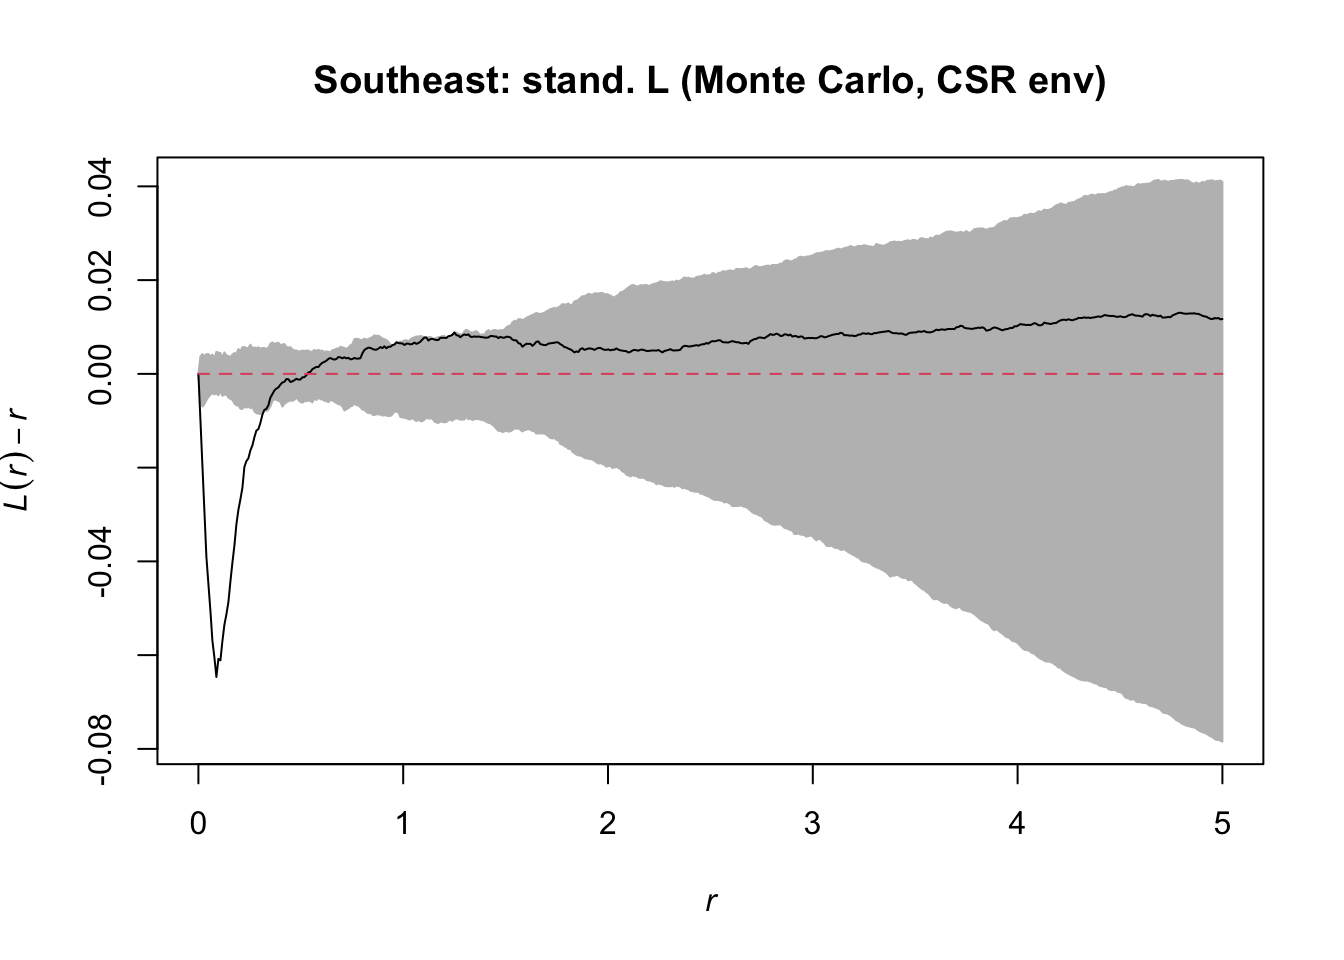 Southeast: stand. L (Monte Carlo, CSR env)
0.04
0.02
0.00
-0.04
-0.08
L(r) − r
0 1 2 3 4 5
r